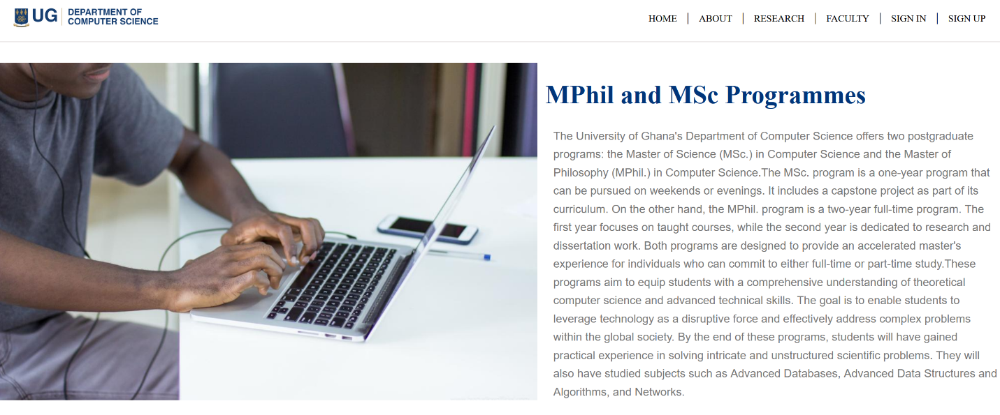 UG
DEPARTMENT OF
COMPUTER SCIENCE
HOME | ABOUT | RESEARCH | FACULTY | SIGN IN | SIGN UP
MPhil and MSc Programmes
The University of Ghana's Department of Computer Science offers two postgraduate
programs: the Master of Science (MSc.) in Computer Science and the Master of
Philosophy (MPhil.) in Computer Science.The MSc. program is a one-year program that
can be pursued on weekends or evenings. It includes a capstone project as part of its
curriculum. On the other hand, the MPhil. program is a two-year full-time program. The
first year focuses on taught courses, while the second year is dedicated to research and
dissertation work. Both programs are designed to provide an accelerated master's
experience for individuals who can commit to either full-time or part-time study.These
programs aim to equip students with a comprehensive understanding of theoretical
computer science and advanced technical skills. The goal is to enable students to
leverage technology as a disruptive force and effectively address complex problems
within the global society. By the end of these programs, students will have gained
practical experience in solving intricate and unstructured scientific problems. They will
also have studied subjects such as Advanced Databases, Advanced Data Structures and
Algorithms, and Networks.